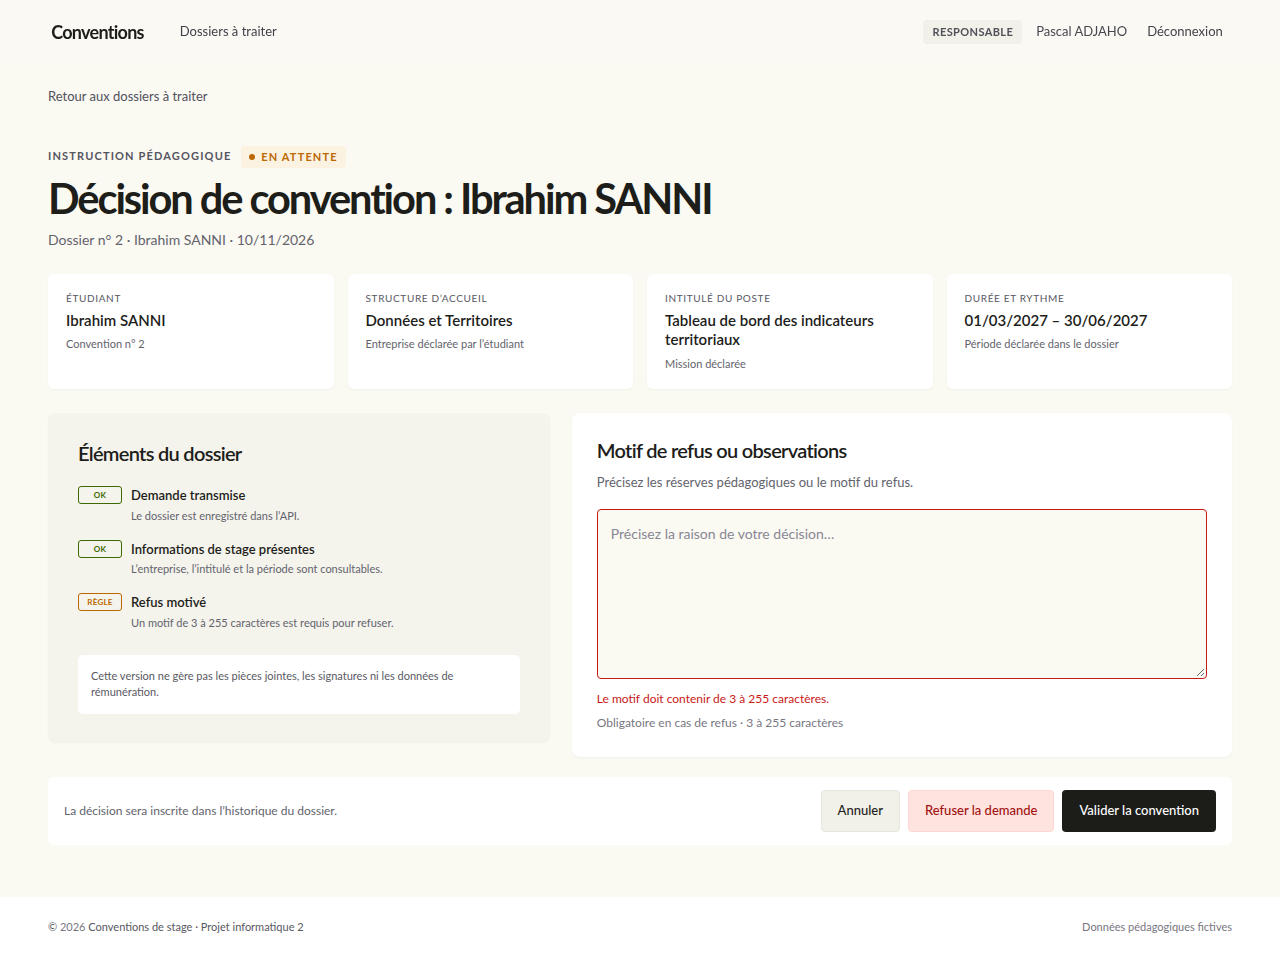 Conventions
Dossiers à traiter
RESPONSABLE
Pascal ADJAHO
Déconnexion
Retour aux dossiers à traiter
INSTRUCTION PÉDAGOGIQUE
EN ATTENTE
Décision de convention : Ibrahim SANNI
Dossier n° 2 · Ibrahim SANNI · 10/11/2026
ÉTUDIANT
Ibrahim SANNI
Convention n° 2
STRUCTURE D'ACCUEIL
Données et Territoires
Entreprise déclarée par l'étudiant
INTITULÉ DU POSTE
Tableau de bord des indicateurs
territoriaux
Mission déclarée
DURÉE ET RYTHME
01/03/2027 – 30/06/2027
Période déclarée dans le dossier
Éléments du dossier
OK
Demande transmise
Le dossier est enregistré dans l'API.
OK
Informations de stage présentes
L'entreprise, l'intitulé et la période sont consultables.
RÈGLE
Refus motivé
Un motif de 3 à 255 caractères est requis pour refuser.
Cette version ne gère pas les pièces jointes, les signatures ni les données de
rémunération.
Motif de refus ou observations
Précisez les réserves pédagogiques ou le motif du refus.
Précisez la raison de votre décision...
Le motif doit contenir de 3 à 255 caractères.
Obligatoire en cas de refus · 3 à 255 caractères
La décision sera inscrite dans l'historique du dossier.
Annuler
Refuser la demande
Valider la convention
© 2026 Conventions de stage · Projet informatique 2
Données pédagogiques fictives